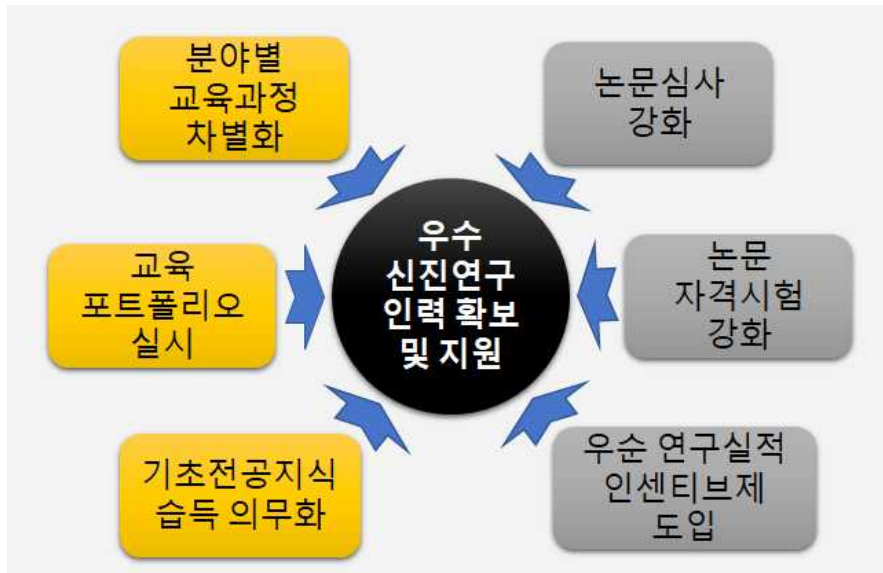 분야별
교육과정
차별화
논문심사
강화
교육
포트폴리오
실시
우수
신진연구
인력 확보
및 지원
논문
자격시험
강화
기초전공지식
습득 의무화
우순 연구실적
인센티브제
도입